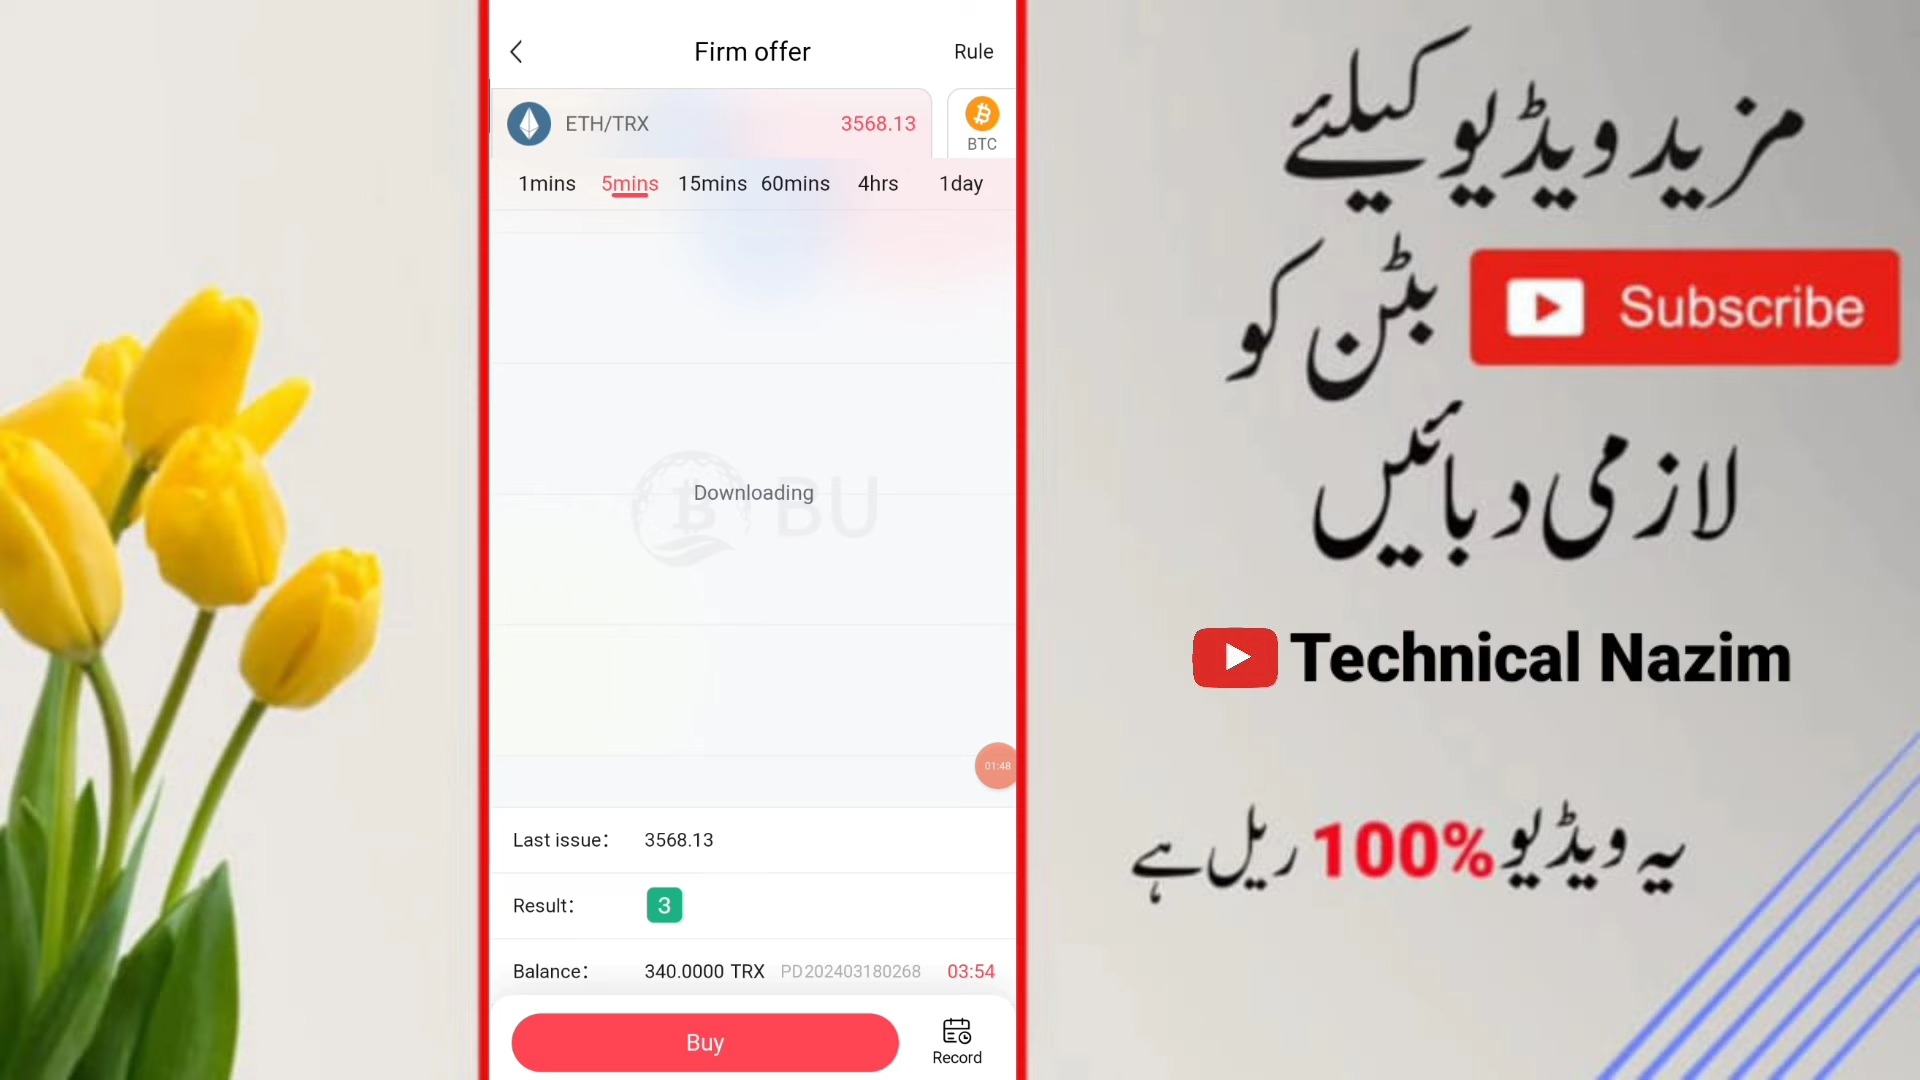 Firm offer
Rule
ETH/TRX
3568.13
BTC
1mins 5mins 15mins 60mins 4hrs 1day
BU
Downloading
01:48
Last issue: 3568.13
Result: 3
Balance: 340.0000 TRX PD202403180268 03:54
Buy
Record
مزید ویڈیو کیلئے
Subscribe بٹن کو
لازمی دبائیں
Technical Nazim
یہ ویڈیو 100% ریل ہے